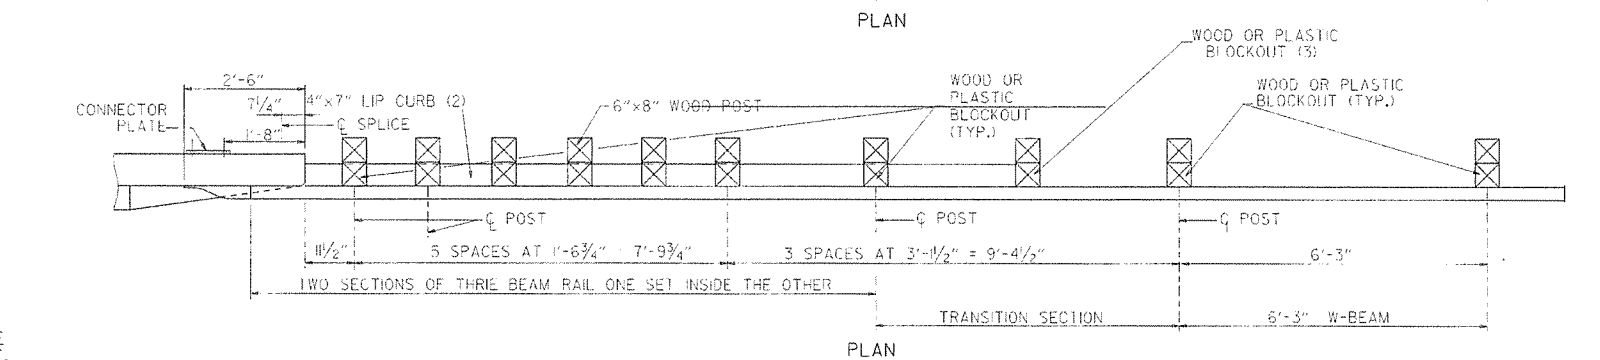 PLAN
WOOD OR PLASTIC
BLOCKOUT (3)
2'-6"
WOOD OR
PLASTIC
BLOCKOUT
(TYP.)
WOOD OR PLASTIC
BLOCKOUT (TYP.)
CONNECTOR
PLATE
7¼"
4"x7" LIP CURB (2)
6"x8" WOOD POST
℄ SPLICE
1'-8"
℄ POST
℄ POST
℄ POST
11½"
5 SPACES AT 1'-6¾" = 7'-9¾"
3 SPACES AT 3'-1½" = 9'-4½"
6'-3"
TWO SECTIONS OF THRIE BEAM RAIL ONE SET INSIDE THE OTHER
TRANSITION SECTION
6'-3" W-BEAM
PLAN